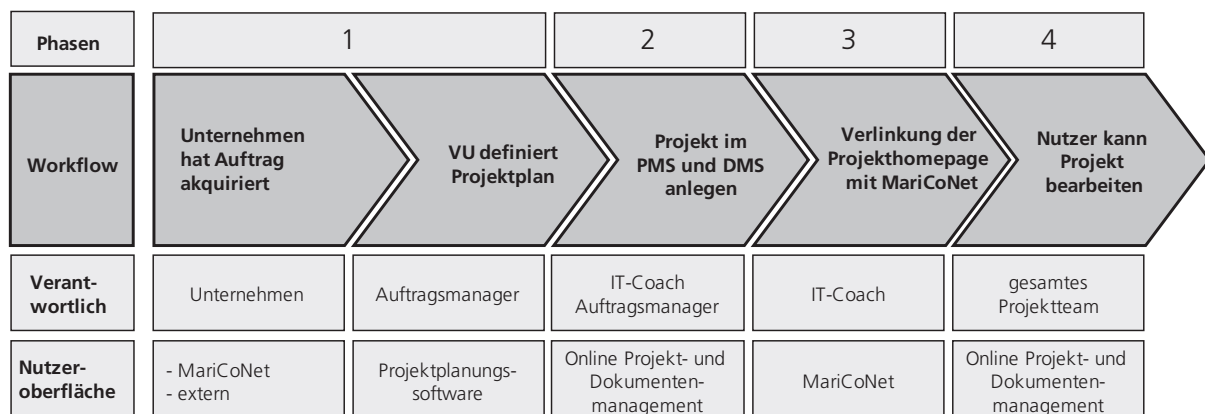 Phasen
1
2
3
4
Workflow
Unternehmen
hat Auftrag
akquiriert
VU definiert
Projektplan
Projekt im
PMS und DMS
anlegen
Verlinkung der
Projekthomepage
mit MariCoNet
Nutzer kann
Projekt
bearbeiten
Verant-
wortlich
Unternehmen
Auftragsmanager
IT-Coach
Auftragsmanager
IT-Coach
gesamtes
Projektteam
Nutzer-
oberfläche
- MariCoNet
- extern
Projektplanungs-
software
Online Projekt- und
Dokumenten-
management
MariCoNet
Online Projekt- und
Dokumenten-
management